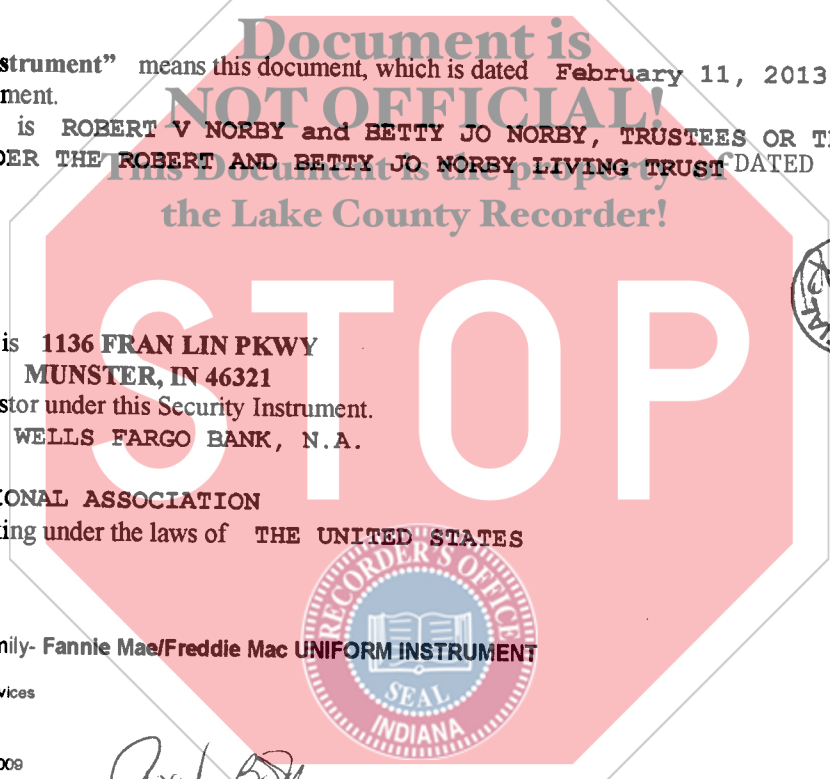 Document is
strument” means this document, which is dated February 11, 2013
ment.
NOT OFFICIAL!
is ROBERT V NORBY and BETTY JO NORBY, TRUSTEES OR T
DER THE ROBERT AND BETTY JO NORBY LIVING TRUST DATED
This Document is the property of
the Lake County Recorder!
STOP
is 1136 FRAN LIN PKWY
MUNSTER, IN 46321
stor under this Security Instrument.
WELLS FARGO BANK, N.A.
IONAL ASSOCIATION
ting under the laws of THE UNITED STATES
RECORDER'S OFFICE
mily- Fannie Mae/Freddie Mac UNIFORM INSTRUMENT
vices
SEAL
INDIANA
009